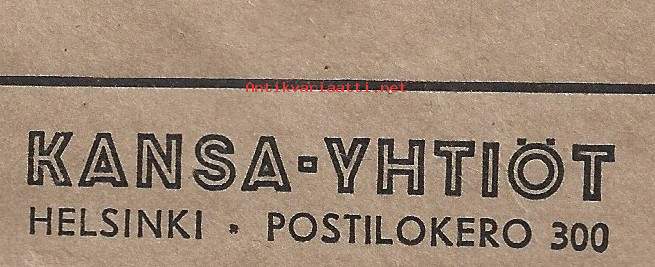 Antikvariaatti.net
KANSA-YHTIÖT
HELSINKI • POSTILOKERO 300